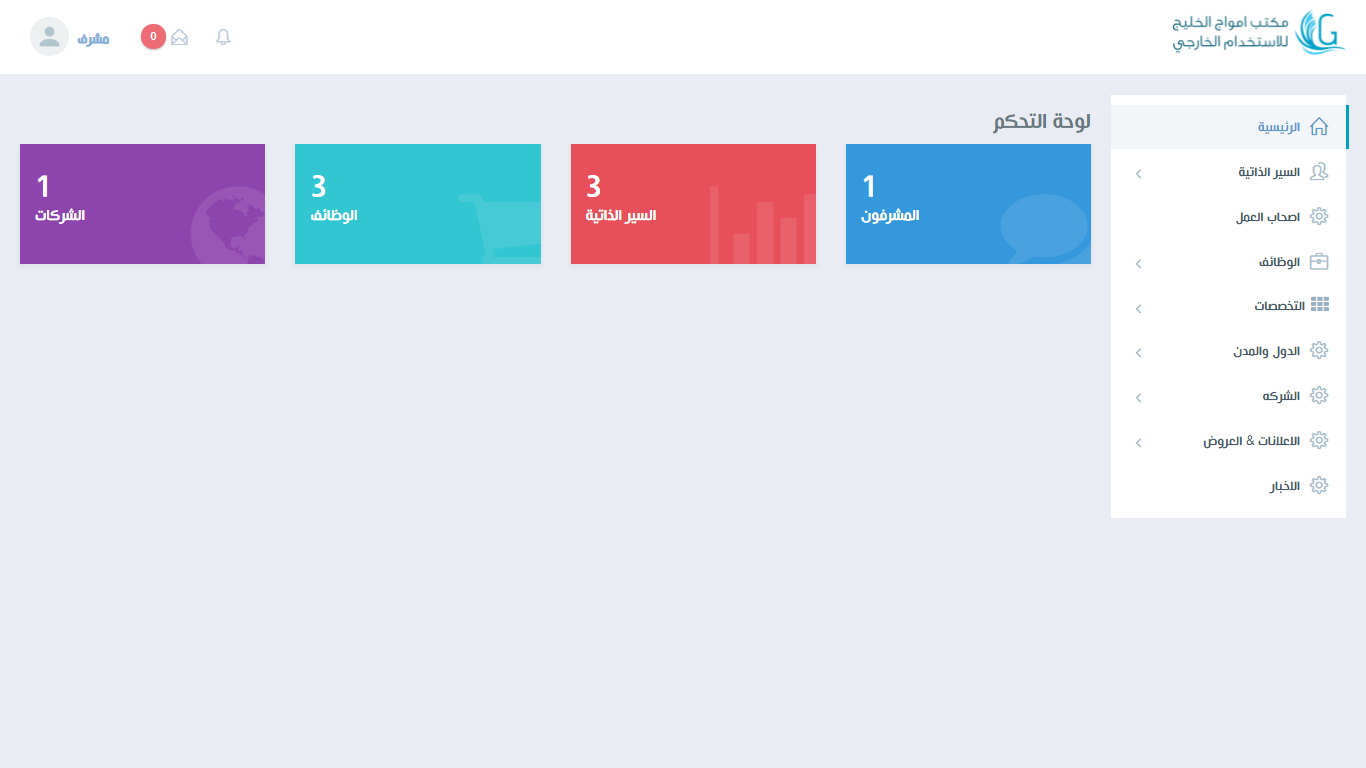 مكتب امواج الخليج
للاستخدام الخارجي
0
مشرف
الرئيسية
السير الذاتية
اصحاب العمل
الوظائف
التخصصات
الدول والمدن
الشركه
الاعلانات & العروض
الاخبار
لوحة التحكم
1
المشرفون
3
السير الذاتية
3
الوظائف
1
الشركات